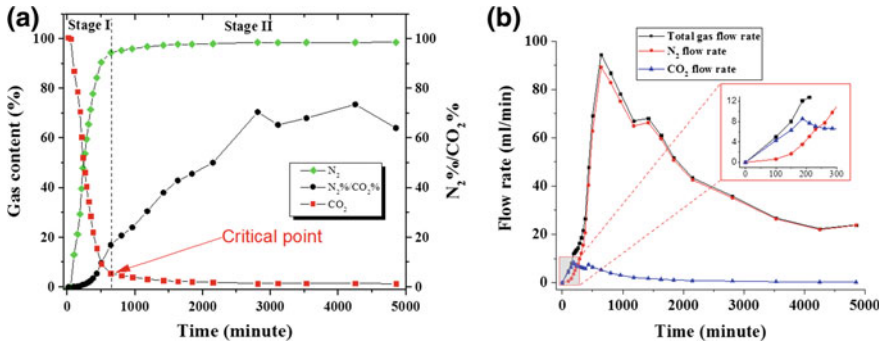 (a)
Stage I
Stage II
100
80
60
40
20
0
Gas content (%)
100
80
60
40
20
0
N2%/CO2%
N2
N2%/CO2%
CO2
Critical point
0 1000 2000 3000 4000 5000
Time (minute)
(b)
Total gas flow rate
N2 flow rate
CO2 flow rate
120
100
80
60
40
20
0
Flow rate (ml/min)
12
8
4
0
0 100 200 300
0 1000 2000 3000 4000 5000
Time (minute)